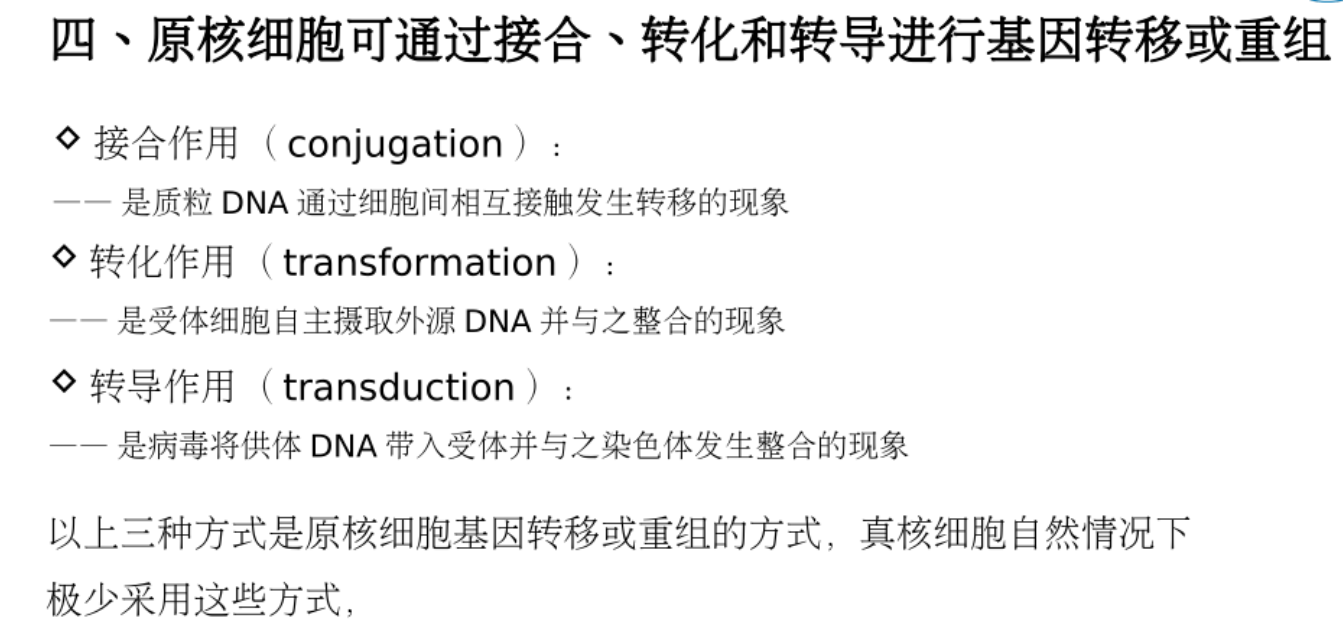 四、原核细胞可通过接合、转化和转导进行基因转移或重组
◇ 接合作用（conjugation）:
—— 是质粒 DNA 通过细胞间相互接触发生转移的现象
◇ 转化作用（transformation）:
—— 是受体细胞自主摄取外源 DNA 并与之整合的现象
◇ 转导作用（transduction）:
—— 是病毒将供体 DNA 带入受体并与之染色体发生整合的现象
以上三种方式是原核细胞基因转移或重组的方式，真核细胞自然情况下
极少采用这些方式，